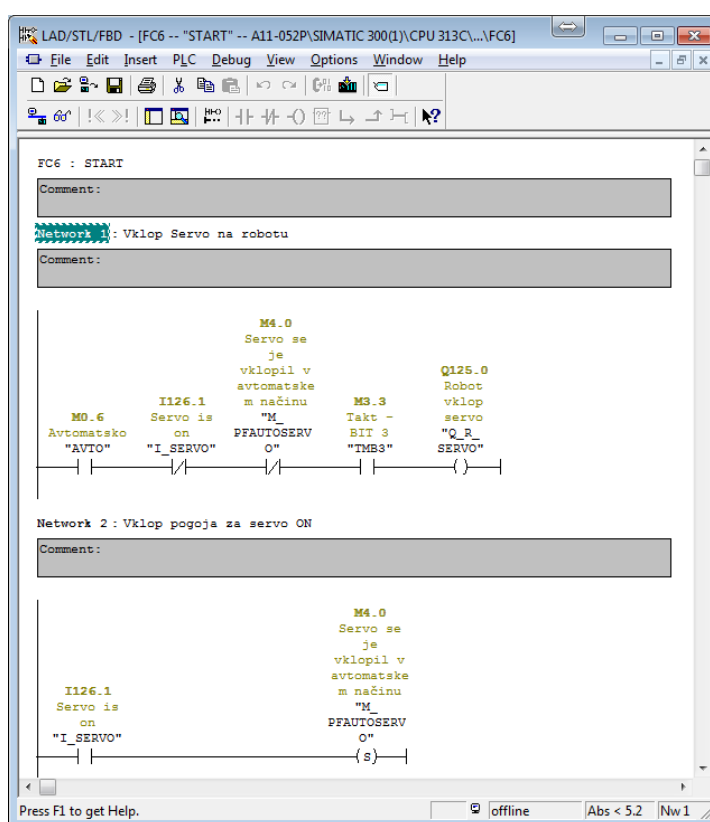 LAD/STL/FBD - [FC6 -- "START" -- A11-052P\SIMATIC 300(1)\CPU 313C\...\FC6]
File Edit Insert PLC Debug View Options Window Help
FC6 : START
Comment:
Network 1 : Vklop Servo na robotu
Comment:
M4.0
Servo se
je
vklopil v
avtomatske
m načinu
"M_
PFAUTOSERV
O"
Q125.0
Robot
vklop
servo
"Q_R_
SERVO"
I126.1
Servo is
on
"I_SERVO"
M3.3
Takt -
BIT 3
"TMB3"
M0.6
Avtomatsko
"AVTO"
Network 2 : Vklop pogoja za servo ON
Comment:
M4.0
Servo se
je
vklopil v
avtomatske
m načinu
"M_
PFAUTOSERV
O"
I126.1
Servo is
on
"I_SERVO"
(s)
Press F1 to get Help.
offline
Abs < 5.2
Nw 1